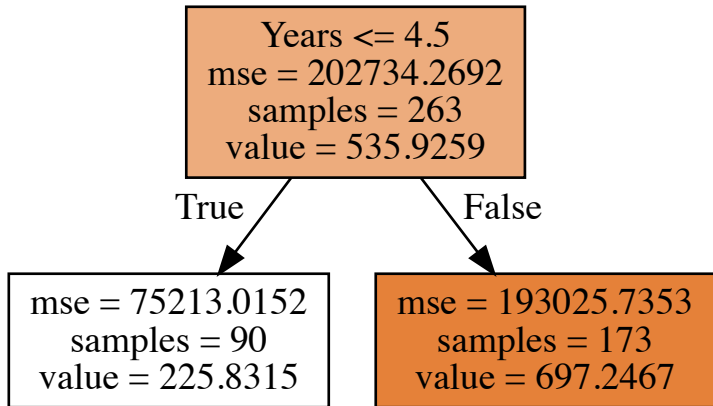 Years <= 4.5
mse = 202734.2692
samples = 263
value = 535.9259
True
False
mse = 75213.0152
samples = 90
value = 225.8315
mse = 193025.7353
samples = 173
value = 697.2467